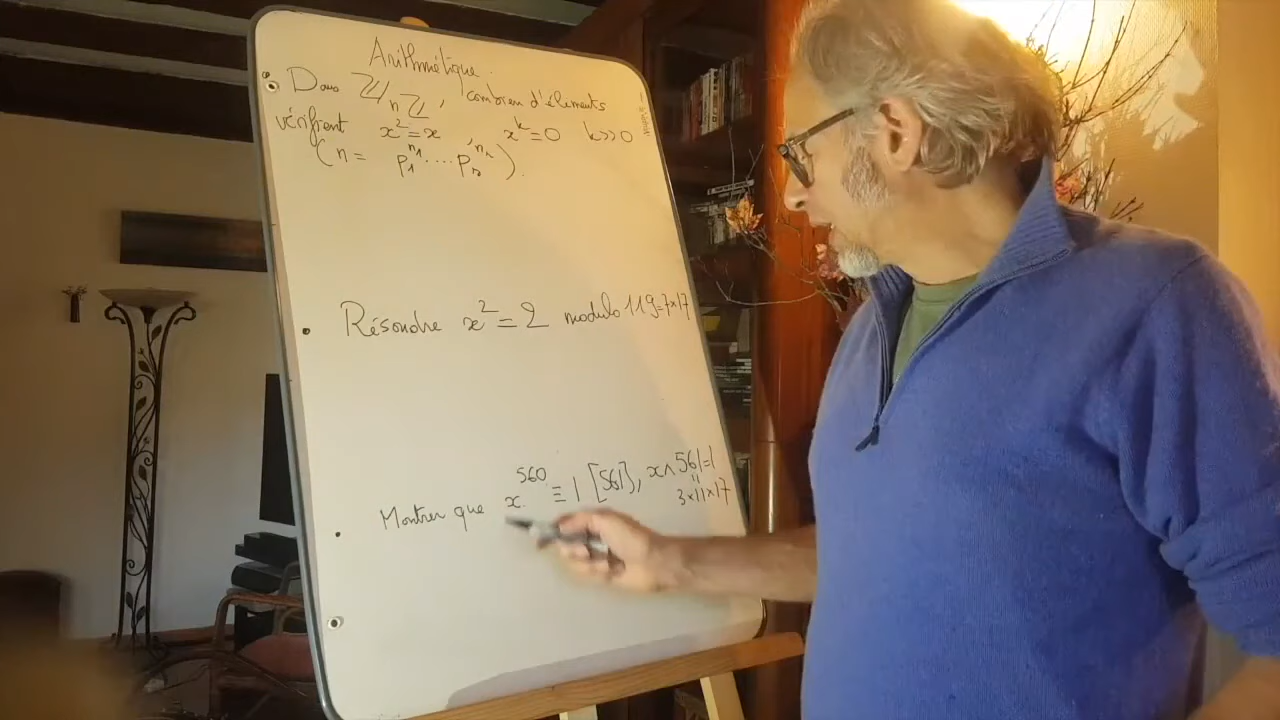 Arithmétique.
Dans ℤ/nℤ, combien d'éléments
vérifient x²=x x^k=0 k>>0
(n = p₁^n₁ .... p_r^n_r).
Résoudre x²=2 modulo 119=7×17
Montrer que x^560 ≡ 1 [561], x∧561=1
3×11×17